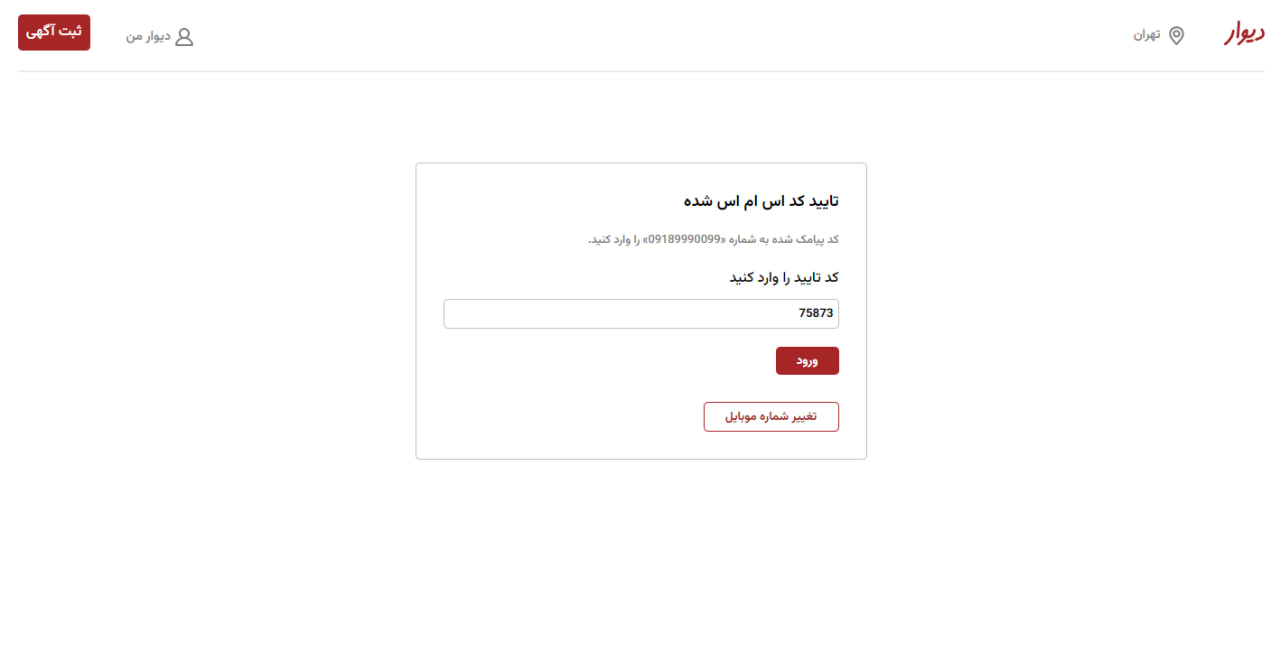 دیوار
تهران
دیوار من
ثبت آگهی
تایید کد اس ام اس شده
کد پیامک شده به شماره «09189990099» را وارد کنید.
کد تایید را وارد کنید
75873
ورود
تغییر شماره موبایل